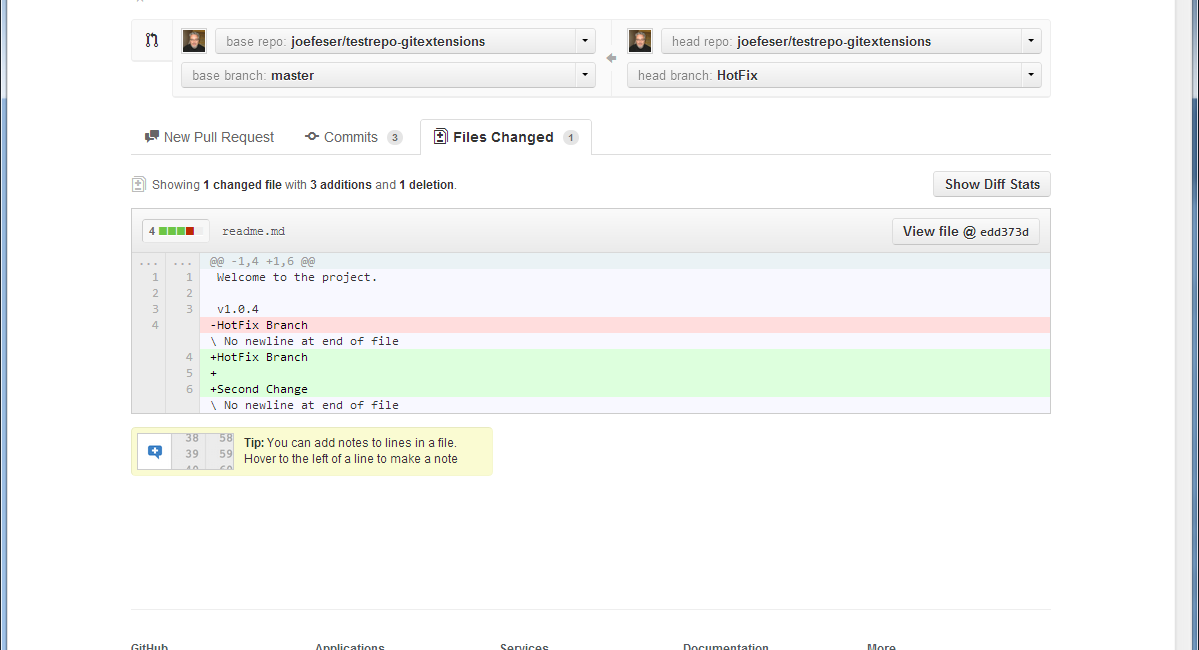 base repo: joefeser/testrepo-gitextensions
head repo: joefeser/testrepo-gitextensions
base branch: master
head branch: HotFix
New Pull Request
Commits 3
Files Changed 1
Showing 1 changed file with 3 additions and 1 deletion.
Show Diff Stats
4
readme.md
View file @ edd373d
... ... @@ -1,4 +1,6 @@
1 1 Welcome to the project.
2 2
3 3 v1.0.4
4 -HotFix Branch
\ No newline at end of file
4 +HotFix Branch
5 +
6 +Second Change
\ No newline at end of file
38 58
39 59
40 60
Tip: You can add notes to lines in a file.
Hover to the left of a line to make a note
GitHub
Applications
Services
Documentation
More